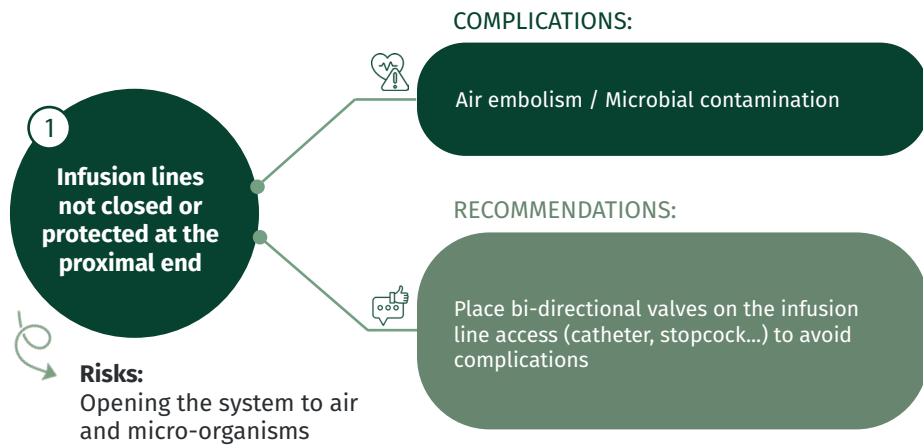 1
Infusion lines
not closed or
protected at the
proximal end
Risks:
Opening the system to air
and micro-organisms
COMPLICATIONS:
Air embolism / Microbial contamination
RECOMMENDATIONS:
Place bi-directional valves on the infusion
line access (catheter, stopcock...) to avoid
complications